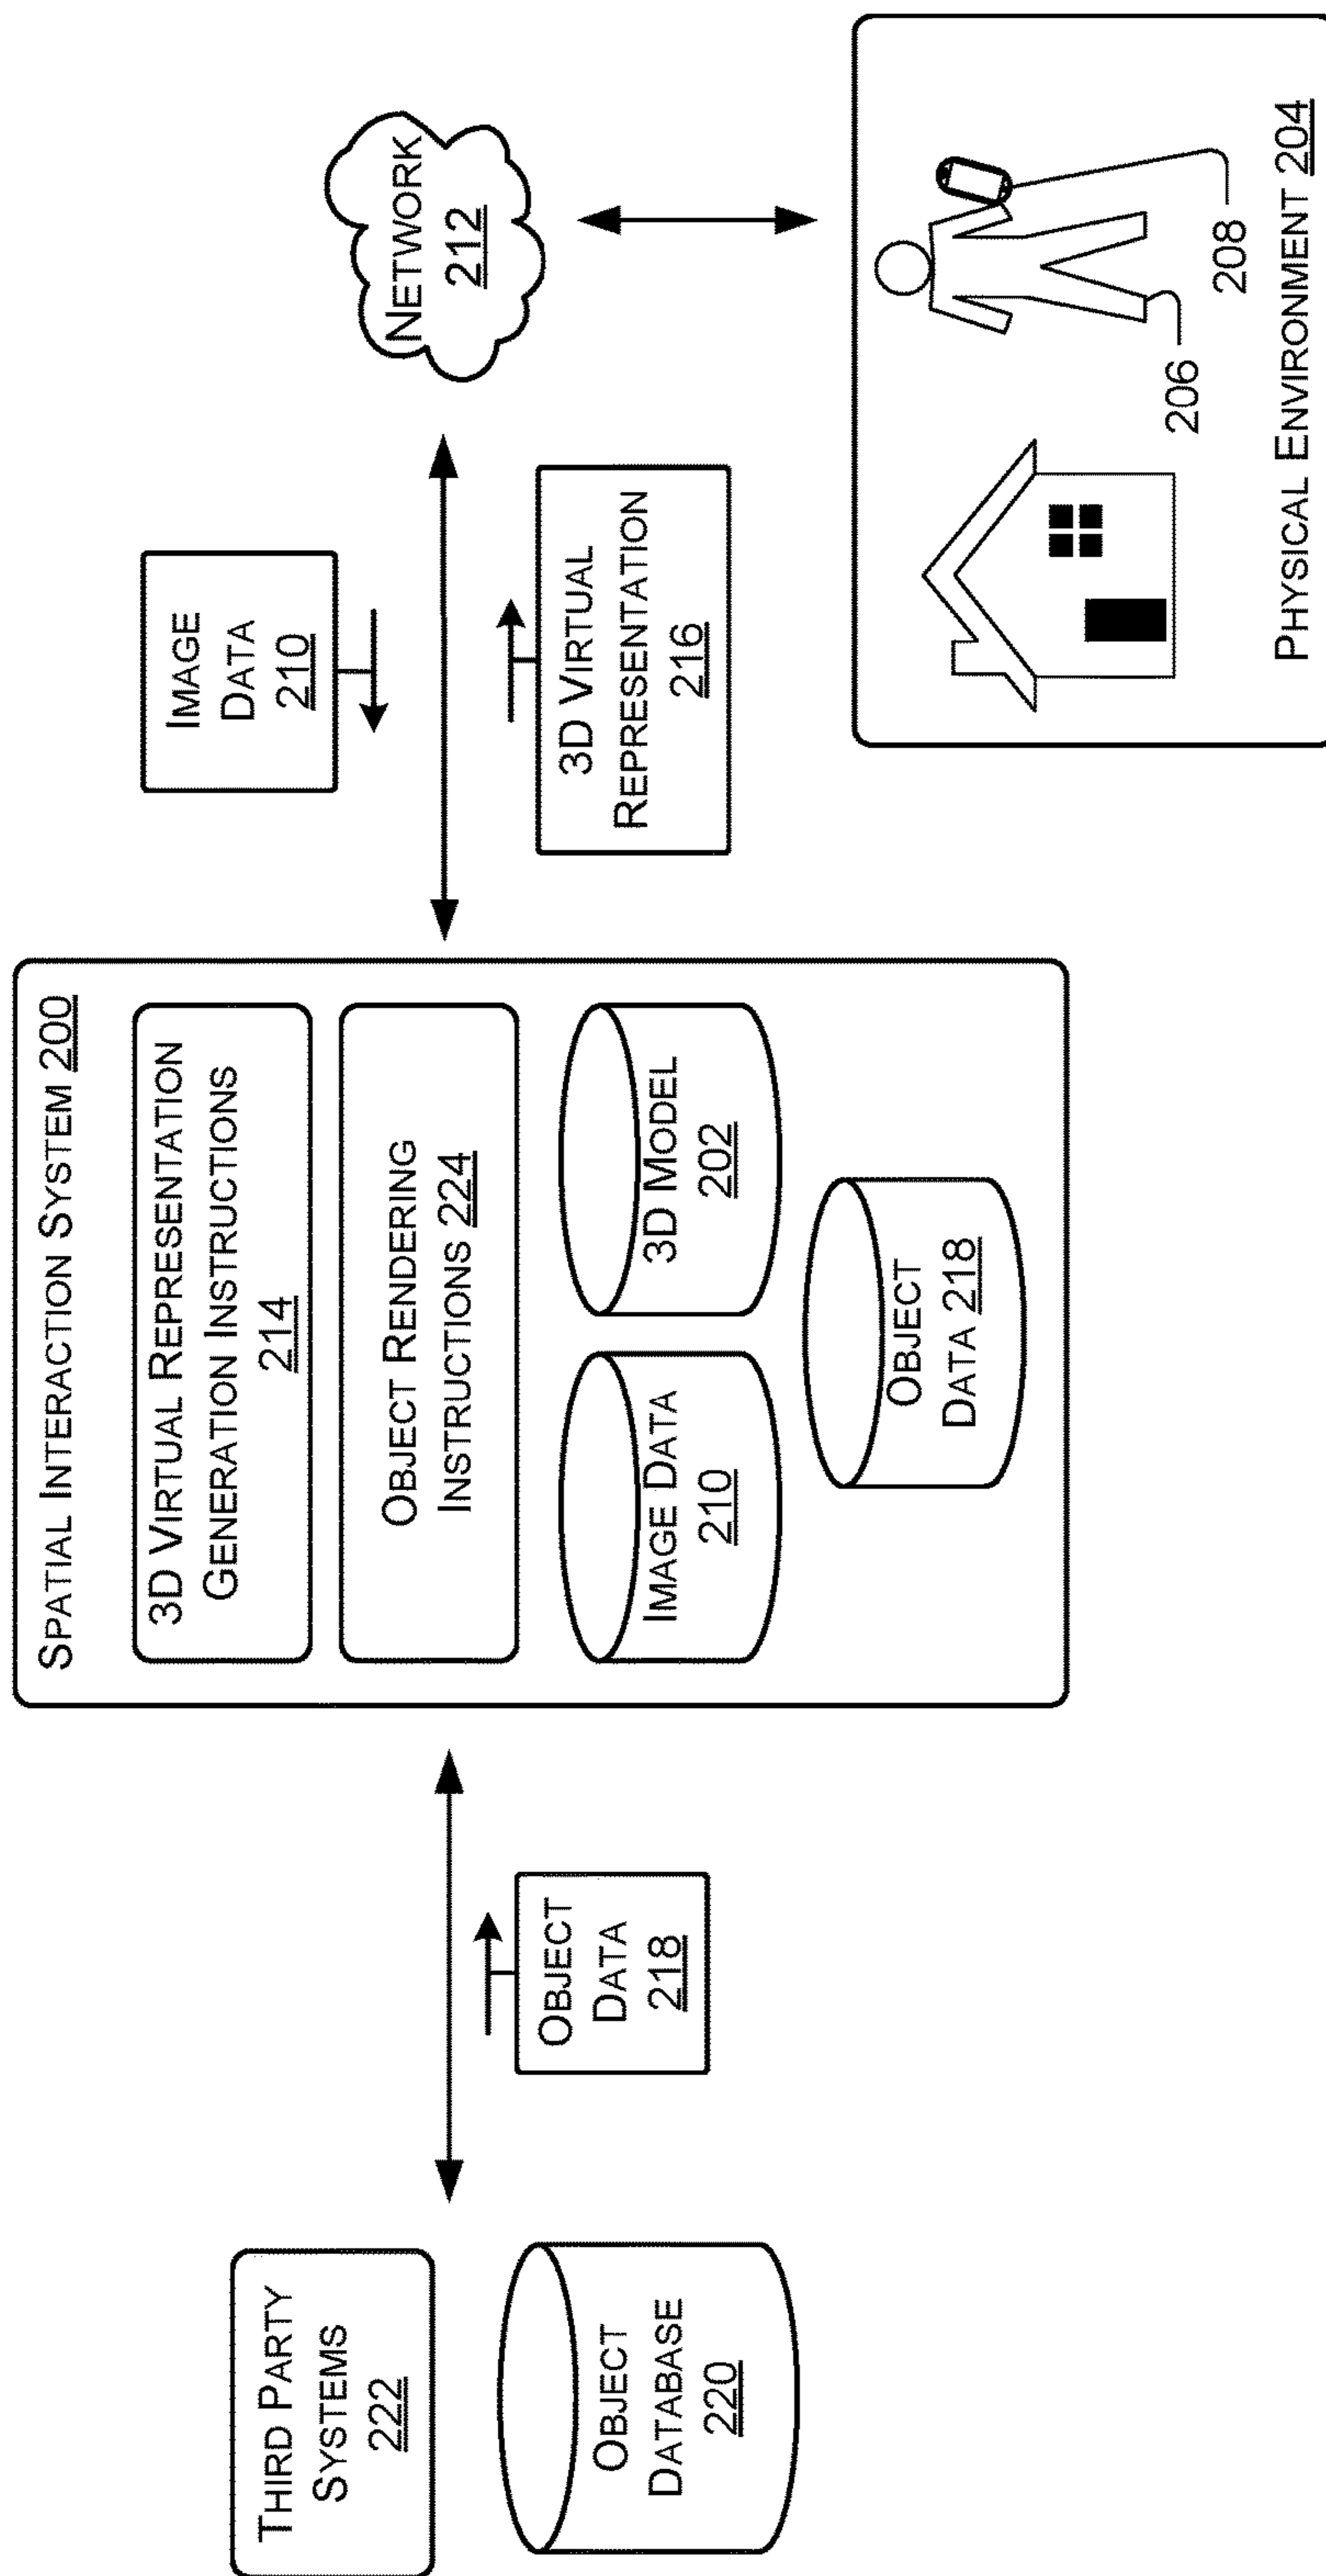 THIRD PARTY
SYSTEMS
222
OBJECT
DATABASE
220
OBJECT
DATA
218
SPATIAL INTERACTION SYSTEM 200
3D VIRTUAL REPRESENTATION
GENERATION INSTRUCTIONS
214
OBJECT RENDERING
INSTRUCTIONS 224
IMAGE DATA
210
3D MODEL
202
OBJECT
DATA 218
IMAGE
DATA
210
3D VIRTUAL
REPRESENTATION
216
NETWORK
212
206
208
PHYSICAL ENVIRONMENT 204